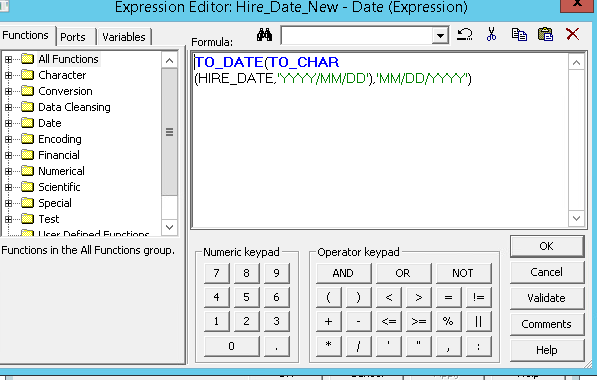 Expression Editor: Hire_Date_New - Date (Expression)
Functions Ports Variables
Formula:
All Functions
Character
Conversion
Data Cleansing
Date
Encoding
Financial
Numerical
Scientific
Special
Test
User Defined Functions
Functions in the All Functions group.
TO_DATE(TO_CHAR
(HIRE_DATE,'YYYY/MM/DD'),'MM/DD/YYYY')
Numeric keypad
7 8 9
4 5 6
1 2 3
0 .
Operator keypad
AND OR NOT
( ) < > = !=
+ - <= >= % ||
* / ' " , :
OK
Cancel
Validate
Comments
Help